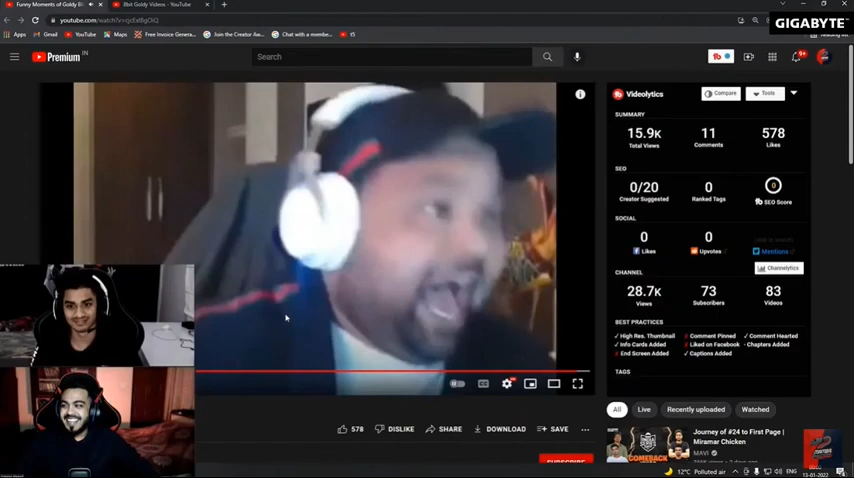 Funny Moments of Goldy B
8bit Goldy Videos - YouTube
GIGABYTE™
Apps
Gmail
YouTube
Maps
Free Invoice Genera...
Join the Creator Aw...
Chat with a membe...
t5
Reading list
Premium
IN
Search
9+
Videolytics
Compare
Tools
SUMMARY
15.9K
11
578
Total Views
Comments
Likes
SEO
0/20
0
0
Creator Suggested
Ranked Tags
SEO Score
SOCIAL
0
0
Likes
Upvotes
Mentions
Channelytics
CHANNEL
28.7K
73
83
Views
Subscribers
Videos
BEST PRACTICES
High Res. Thumbnail
Comment Pinned
Comment Hearted
Info Cards Added
Liked on Facebook
Chapters Added
End Screen Added
Captions Added
TAGS
All
Live
Recently uploaded
Watched
578
DISLIKE
SHARE
DOWNLOAD
SAVE
SUBSCRIBE
Journey of #24 to First Page |
Miramar Chicken
MAVI
COMEBACK
12°C Polluted air
ENG
13-01-2022